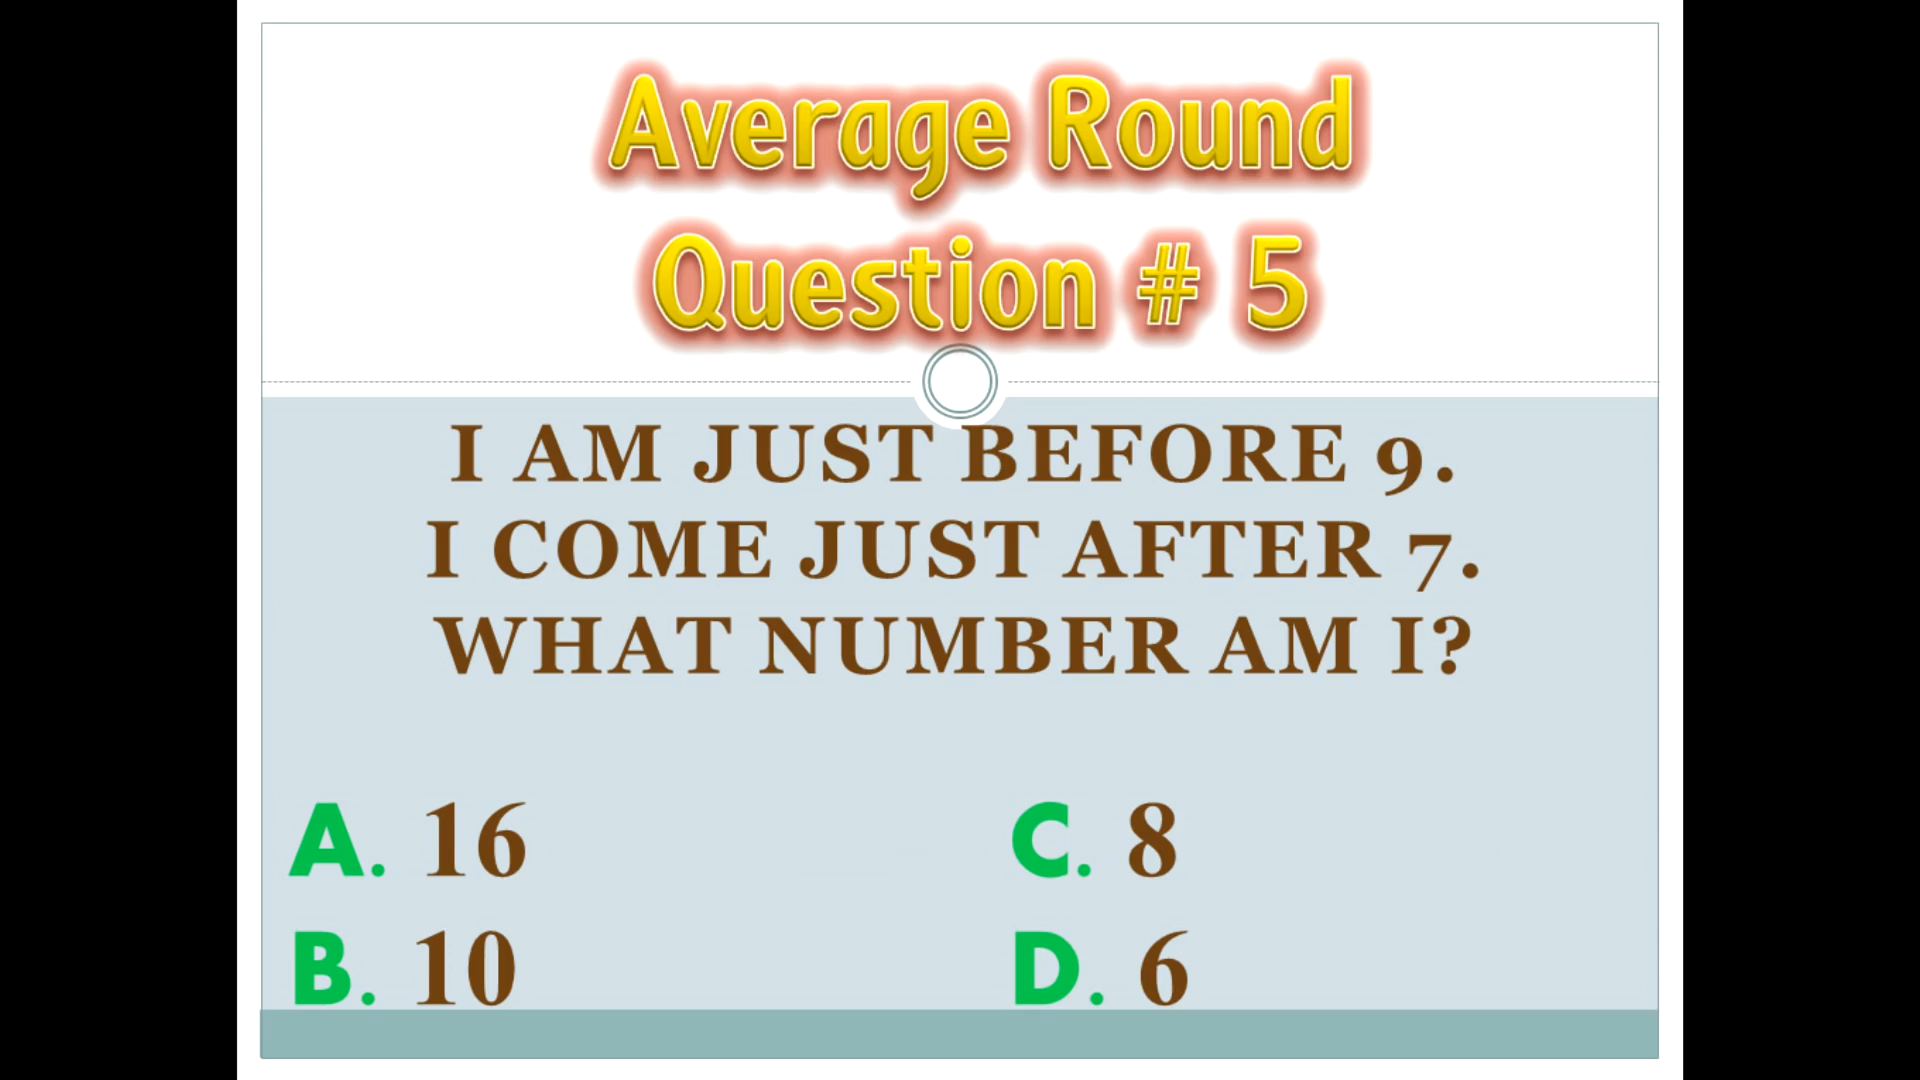 Average Round
Question # 5
I AM JUST BEFORE 9.
I COME JUST AFTER 7.
WHAT NUMBER AM I?
A. 16
C. 8
B. 10
D. 6